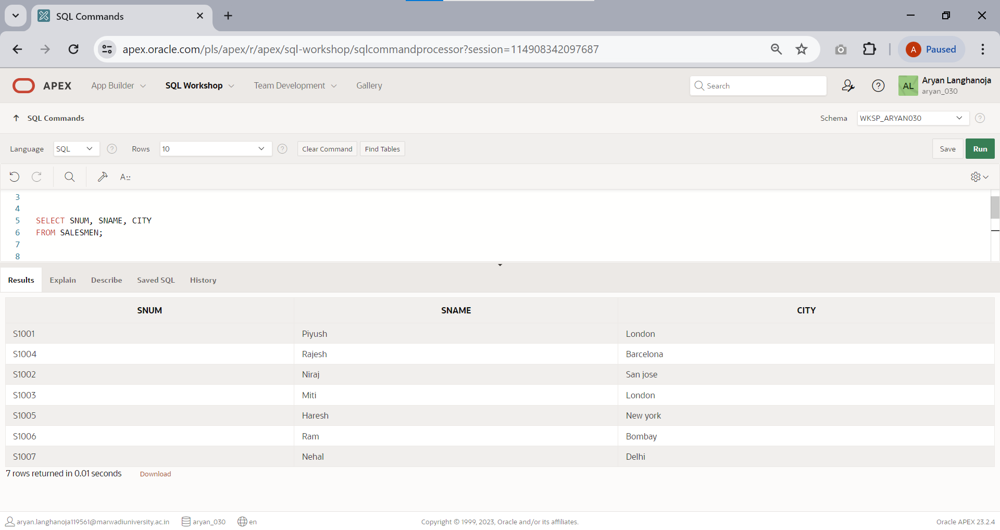 SQL Commands
apex.oracle.com/pls/apex/r/apex/sql-workshop/sqlcommandprocessor?session=114908342097687
A Paused
APEX App Builder SQL Workshop Team Development Gallery Search ? AL Aryan Langhanoja
aryan_030
SQL Commands Schema WKSP_ARYAN030 ?
Language SQL ? Rows 10 ? Clear Command Find Tables Save Run
A::
3
4
5 SELECT SNUM, SNAME, CITY
6 FROM SALESMEN;
7
8
Results Explain Describe Saved SQL History
SNUM SNAME CITY
S1001 Piyush London
S1004 Rajesh Barcelona
S1002 Niraj San jose
S1003 Miti London
S1005 Haresh New york
S1006 Ram Bombay
S1007 Nehal Delhi
7 rows returned in 0.01 seconds Download
aryan.langhanoja119561@marwadiuniversity.ac.in aryan_030 en Copyright © 1999, 2023, Oracle and/or its affiliates. Oracle APEX 23.2.4